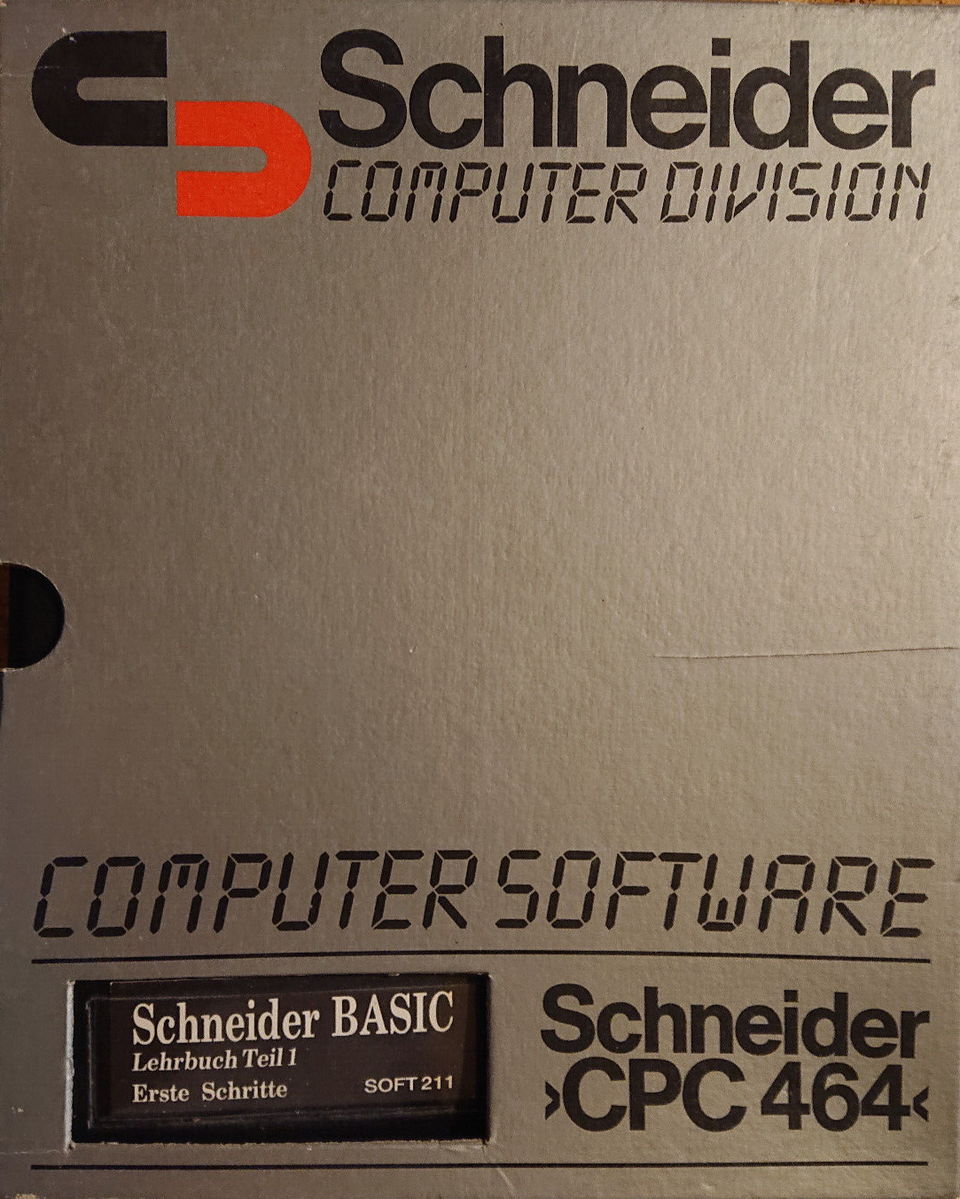 Schneider
COMPUTER DIVISION
COMPUTER SOFTWARE
Schneider BASIC
Lehrbuch Teil 1
Erste Schritte SOFT 211
Schneider
›CPC 464‹